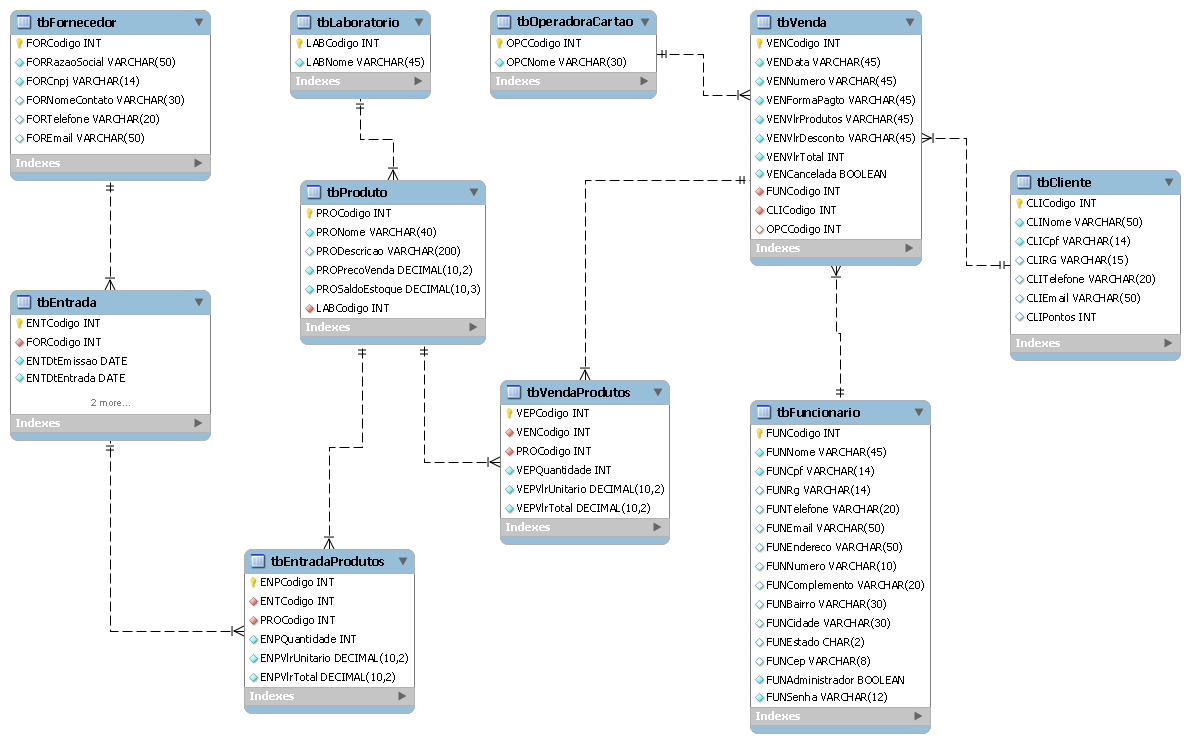 tbFornecedor
FORCodigo INT
FORRazaoSocial VARCHAR(50)
FORCnpj VARCHAR(14)
FORNomeContato VARCHAR(30)
FORTelefone VARCHAR(20)
FOREmail VARCHAR(50)
Indexes
tbLaboratorio
LABCodigo INT
LABNome VARCHAR(45)
Indexes
tbOperadoraCartao
OPCCodigo INT
OPCNome VARCHAR(30)
Indexes
tbVenda
VENCodigo INT
VENData VARCHAR(45)
VENNumero VARCHAR(45)
VENFormaPagto VARCHAR(45)
VENVlrProdutos VARCHAR(45)
VENVlrDesconto VARCHAR(45)
VENVlrTotal INT
VENCancelada BOOLEAN
FUNCodigo INT
CLICodigo INT
OPCCodigo INT
Indexes
tbCliente
CLICodigo INT
CLINome VARCHAR(50)
CLICpf VARCHAR(14)
CLIRG VARCHAR(15)
CLITelefone VARCHAR(20)
CLIEmail VARCHAR(50)
CLIPontos INT
Indexes
tbProduto
PROCodigo INT
PRONome VARCHAR(40)
PRODescricao VARCHAR(200)
PROPrecoVenda DECIMAL(10,2)
PROSaldoEstoque DECIMAL(10,3)
LABCodigo INT
Indexes
tbEntrada
ENTCodigo INT
FORCodigo INT
ENTDtEmissao DATE
ENTDtEntrada DATE
2 more...
Indexes
tbVendaProdutos
VEPCodigo INT
VENCodigo INT
PROCodigo INT
VEPQuantidade INT
VEPVlrUnitario DECIMAL(10,2)
VEPVlrTotal DECIMAL(10,2)
Indexes
tbFuncionario
FUNCodigo INT
FUNNome VARCHAR(45)
FUNCpf VARCHAR(14)
FUNRg VARCHAR(14)
FUNTelefone VARCHAR(20)
FUNEmail VARCHAR(50)
FUNEndereco VARCHAR(50)
FUNNumero VARCHAR(10)
FUNComplemento VARCHAR(20)
FUNBairro VARCHAR(30)
FUNCidade VARCHAR(30)
FUNEstado CHAR(2)
FUNCep VARCHAR(8)
FUNAdministrador BOOLEAN
FUNSenha VARCHAR(12)
Indexes
tbEntradaProdutos
ENPCodigo INT
ENTCodigo INT
PROCodigo INT
ENPQuantidade INT
ENPVlrUnitario DECIMAL(10,2)
ENPVlrTotal DECIMAL(10,2)
Indexes